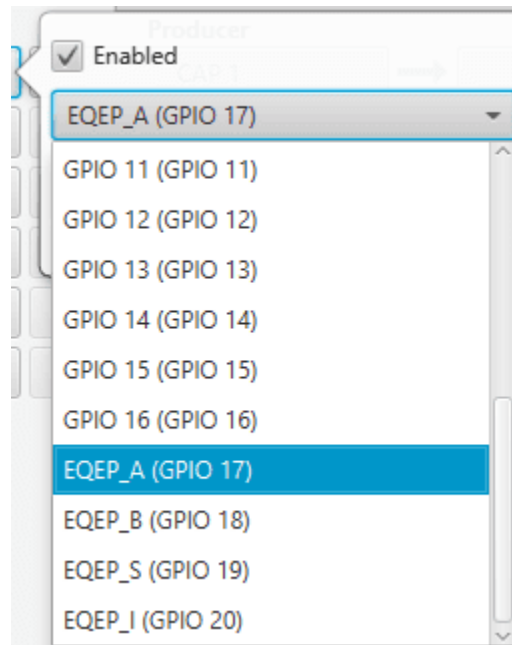 Producer
Enabled
CAP 1
EQEP_A (GPIO 17)
GPIO 11 (GPIO 11)
GPIO 12 (GPIO 12)
GPIO 13 (GPIO 13)
GPIO 14 (GPIO 14)
GPIO 15 (GPIO 15)
GPIO 16 (GPIO 16)
EQEP_A (GPIO 17)
EQEP_B (GPIO 18)
EQEP_S (GPIO 19)
EQEP_I (GPIO 20)